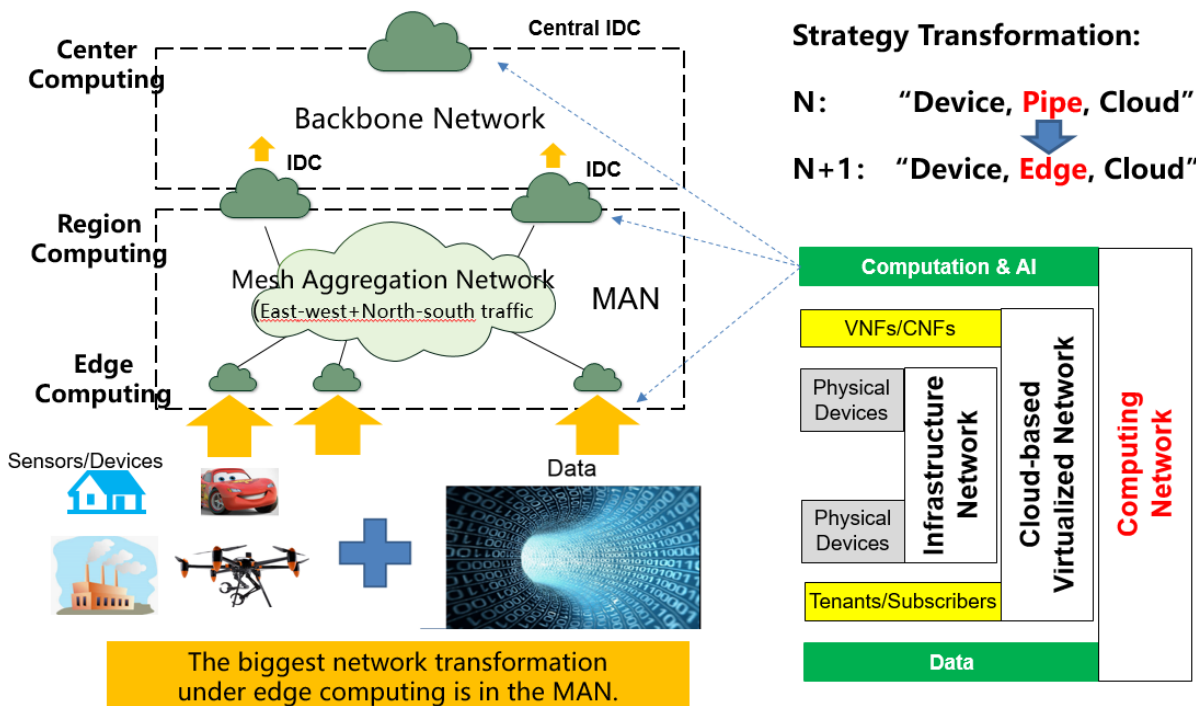 Center
Computing
Central IDC
Backbone Network
IDC
IDC
Region
Computing
Mesh Aggregation Network
(East-west+North-south traffic
MAN
Edge
Computing
Sensors/Devices
Data
The biggest network transformation
under edge computing is in the MAN.
Strategy Transformation:
N: “Device, Pipe, Cloud”
N+1: “Device, Edge, Cloud”
Computation & AI
VNFs/CNFs
Physical
Devices
Physical
Devices
Infrastructure
Network
Cloud-based
Virtualized Network
Computing
Network
Tenants/Subscribers
Data